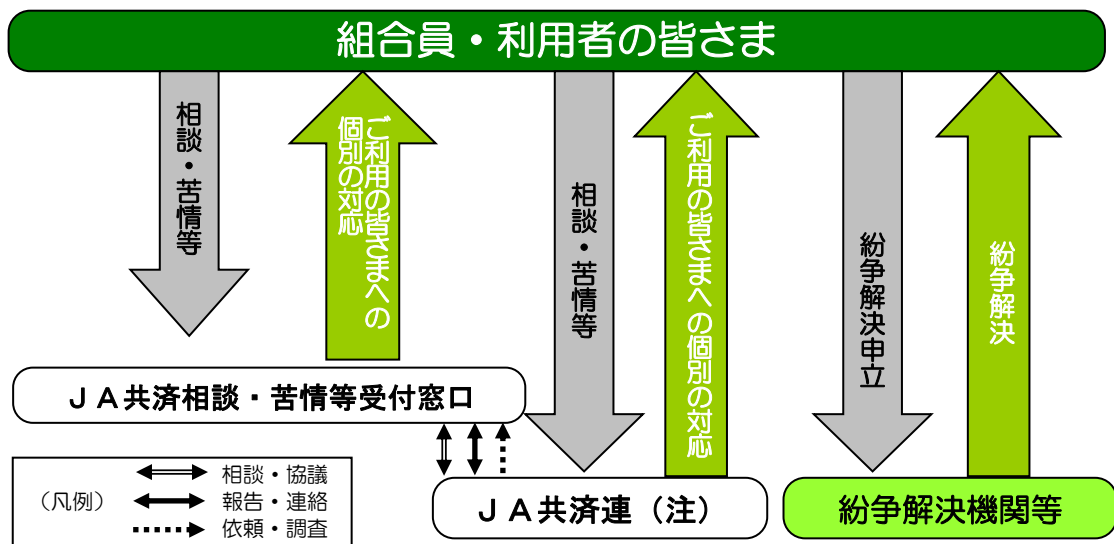 組合員・利用者の皆さま
相談・苦情等
ご利用の皆さまへの
個別の対応
相談・苦情等
ご利用の皆さまへの個別の対応
紛争解決申立
紛争解決
ＪＡ共済相談・苦情等受付窓口
（凡例）
相談・協議
報告・連絡
依頼・調査
ＪＡ共済連（注）
紛争解決機関等